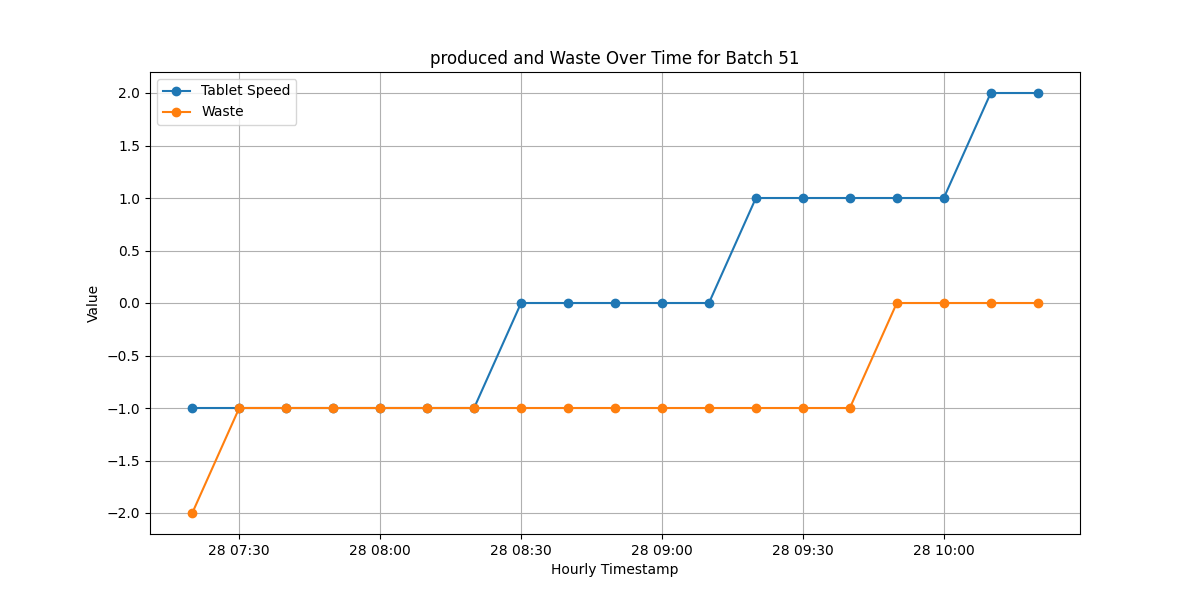 produced and Waste Over Time for Batch 51
Tablet Speed
Waste
2.0
1.5
1.0
0.5
0.0
−0.5
−1.0
−1.5
−2.0
Value
28 07:30 28 08:00 28 08:30 28 09:00 28 09:30 28 10:00
Hourly Timestamp